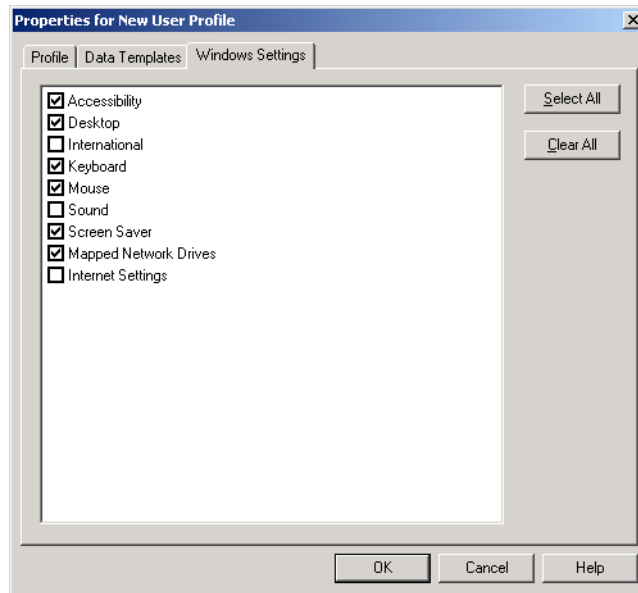 Properties for New User Profile
Profile
Data Templates
Windows Settings
Accessibility
Desktop
International
Keyboard
Mouse
Sound
Screen Saver
Mapped Network Drives
Internet Settings
Select All
Clear All
OK
Cancel
Help